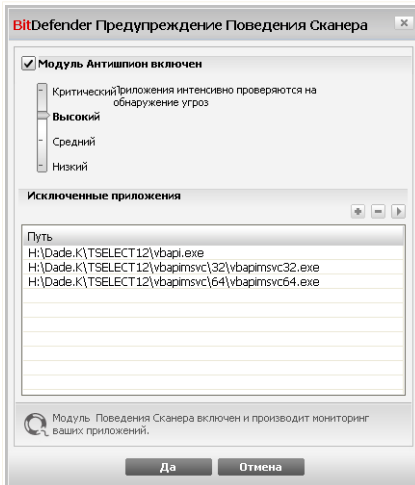 BitDefender Предупреждение Поведения Сканера
Модуль Антишпион включен
Критический Приложения интенсивно проверяются на
обнаружение угроз
Высокий
Средний
Низкий
Исключенные приложения
Путь
H:\Dade.K\TSELECT12\vbapi.exe
H:\Dade.K\TSELECT12\vbapimsvc\32\vbapimsvc32.exe
H:\Dade.K\TSELECT12\vbapimsvc\64\vbapimsvc64.exe
Модуль Поведения Сканера включен и производит мониторинг
ваших приложений.
Да Отмена